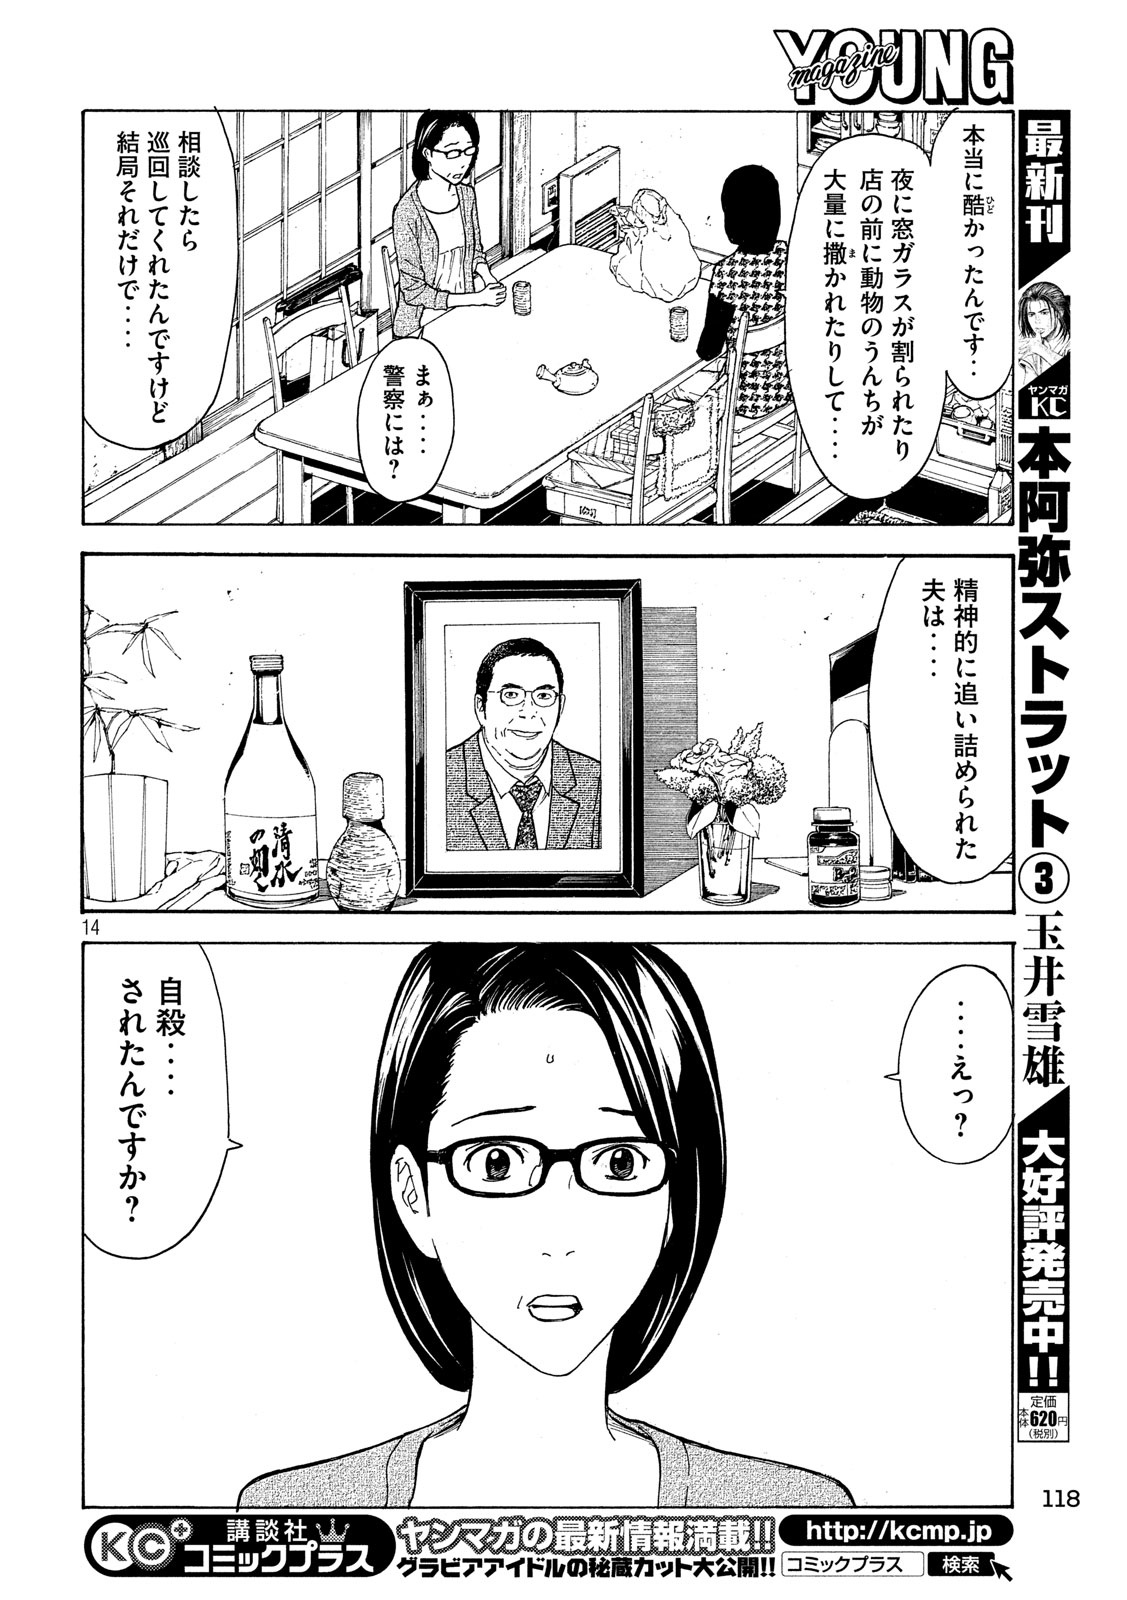 YOUNG
magazine
本当に酷かったんです‥
ひど
夜に窓ガラスが割られたり
店の前に動物のうんちが
大量に撒かれたりして‥‥
ま
まぁ‥‥
警察には?
相談したら
巡回してくれたんですけど
結局それだけで‥‥
精神的に追い詰められた
夫は‥‥
清水
14
‥‥えっ?
自殺‥‥
されたんですか?
最新刊
ヤンマガ
KC
本阿弥ストラット③
玉井雪雄
大好評発売中!!
定価
本体620円
(税別)
118
KC+
講談社
コミックプラス
ヤンマガの最新情報満載!!
グラビアアイドルの秘蔵カット大公開!!
http://kcmp.jp
コミックプラス
検索